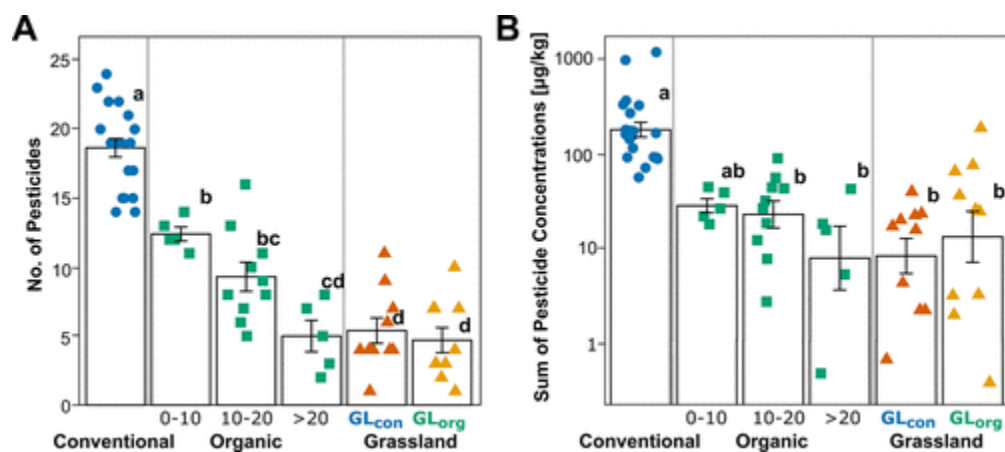 A
No. of Pesticides
25
20
15
10
5
0
a
b
bc
cd
d
d
0-10
10-20
>20
GLcon
GLorg
Conventional
Organic
Grassland
B
Sum of Pesticide Concentrations [µg/kg]
1000
100
10
1
a
ab
b
b
b
b
0-10
10-20
>20
GLcon
GLorg
Conventional
Organic
Grassland